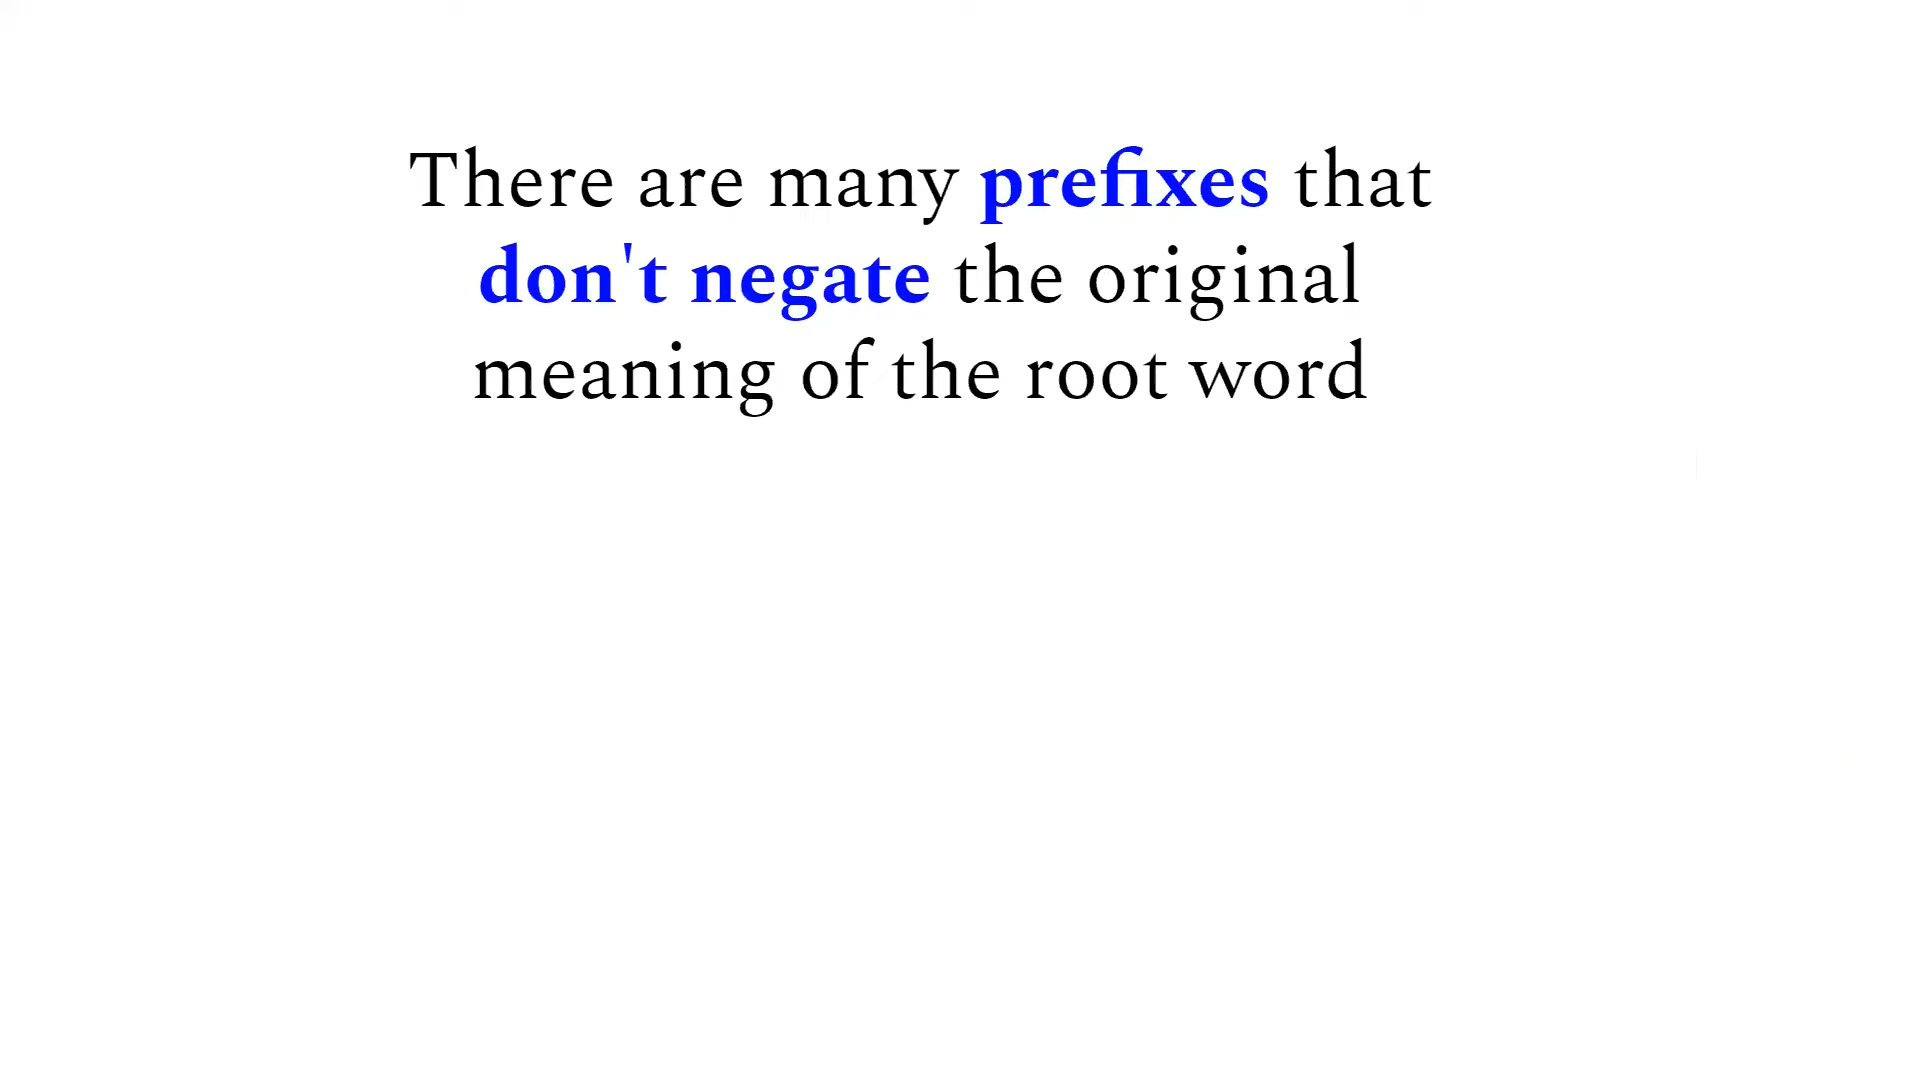 There are many prefixes that
don't negate the original
meaning of the root word